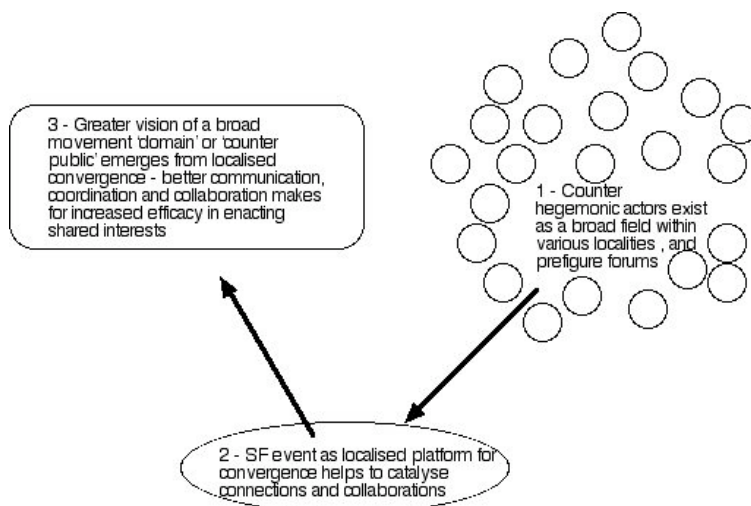 3 - Greater vision of a broad
movement 'domain' or 'counter
public' emerges from localised
convergence - better communication,
coordination and collaboration makes
for increased efficacy in enacting
shared interests
1 - Counter
hegemonic actors exist
as a broad field within
various localities , and
prefigure forums
2 - SF event as localised platform for
convergence helps to catalyse
connections and collaborations